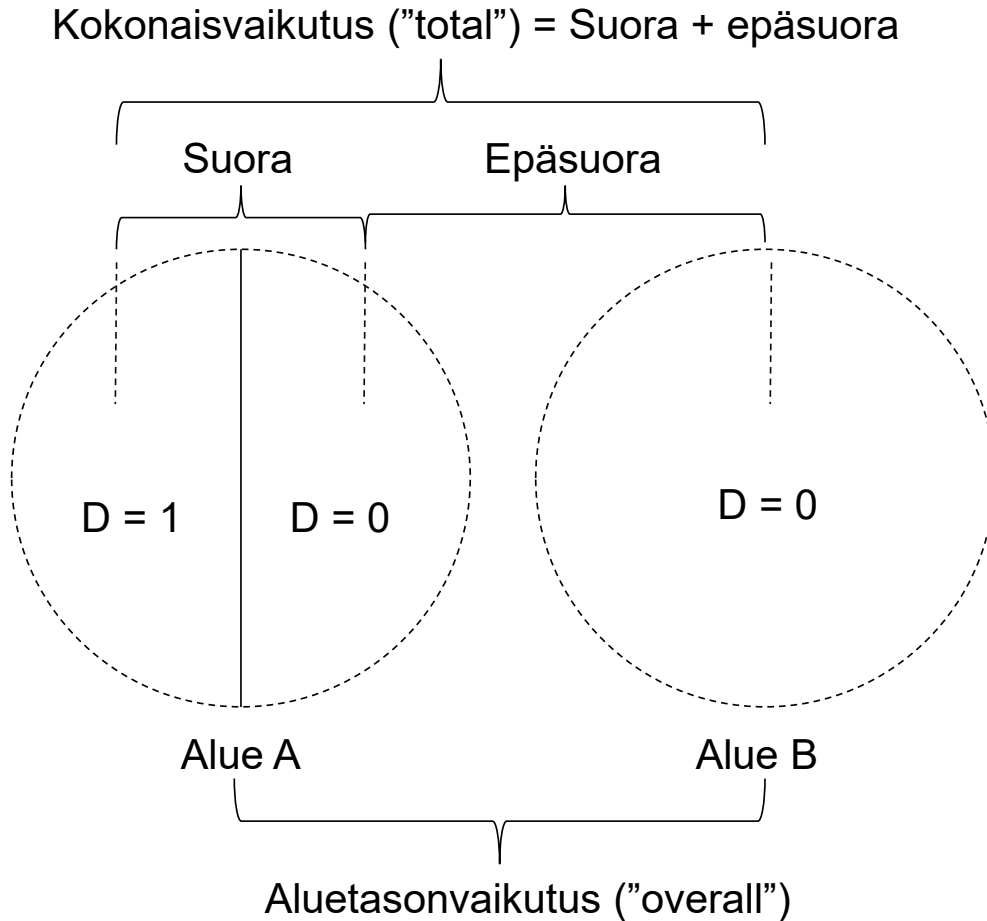 Kokonaisvaikutus (”total”) = Suora + epäsuora
Suora
Epäsuora
D = 1
D = 0
D = 0
Alue A
Alue B
Aluetasonvaikutus (”overall”)